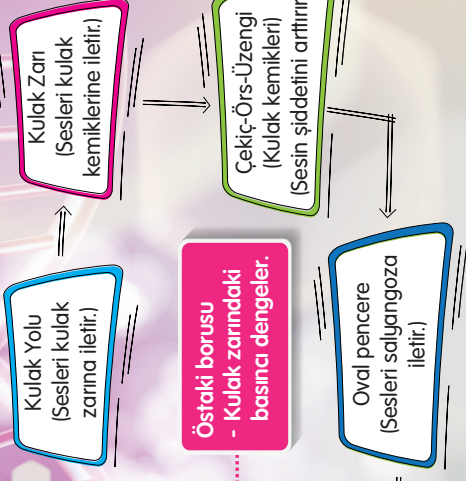 Kulak Yolu
(Sesleri kulak
zarına iletir.)
Kulak Zarı
(Sesleri kulak
kemiklerine iletir.)
Çekiç-Örs-Üzengi
(Kulak kemikleri)
(Sesin şiddetini arttırır
Oval pencere
(Sesleri salyangoza
iletir.)
Östaki borusu
- Kulak zarındaki
basıncı dengeler.